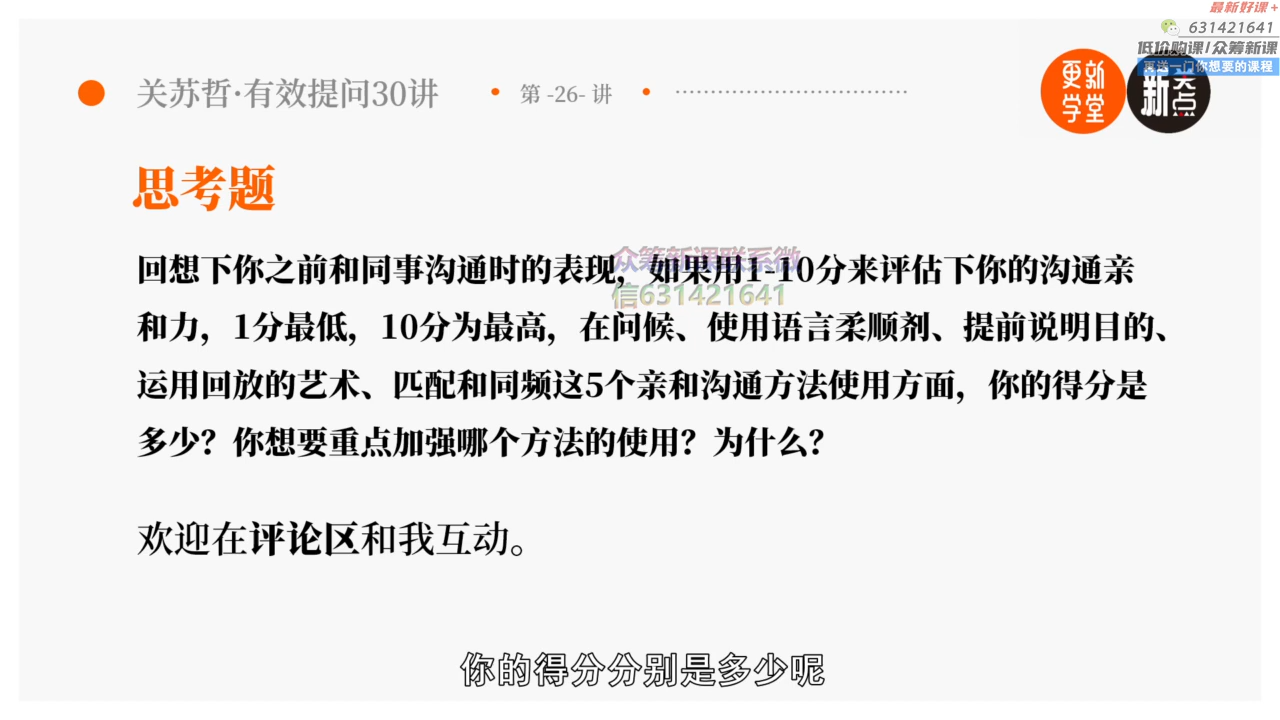 最新好课+
631421641
低价购课/众筹新课
再送一门你想要的课程
关苏哲·有效提问30讲
第 -26- 讲
更新学堂
新关点
思考题
众筹新课联系微
信631421641
回想下你之前和同事沟通时的表现，如果用1-10分来评估下你的沟通亲
和力，1分最低，10分为最高，在问候、使用语言柔顺剂、提前说明目的、
运用回放的艺术、匹配和同频这5个亲和沟通方法使用方面，你的得分是
多少？你想要重点加强哪个方法的使用？为什么？
欢迎在评论区和我互动。
你的得分分别是多少呢